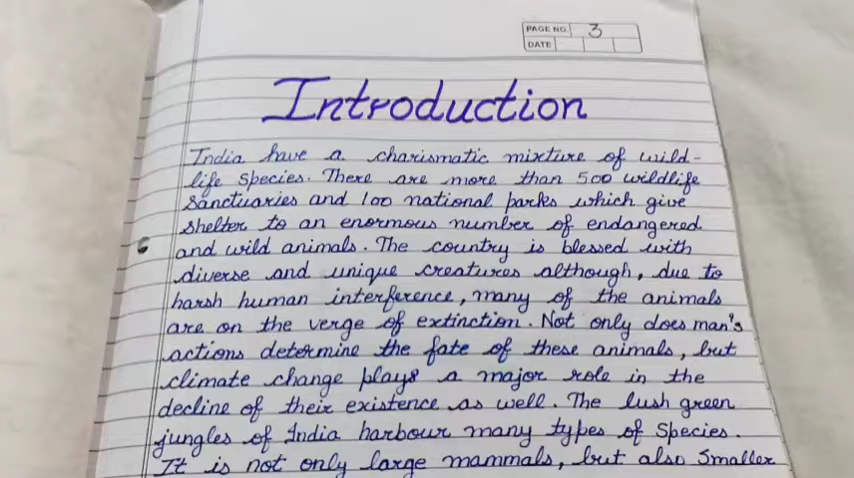 PAGE NO. 3
DATE
Introduction
India have a charismatic mixture of wild-
life species. There are more than 500 wildlife
Sanctuaries and 100 national parks which give
shelter to an enormous number of endangered
and wild animals. The country is blessed with
diverse and unique creatures although, due to
harsh human interference, many of the animals
are on the verge of extinction. Not only does man's
actions determine the fate of these animals, but
climate change plays a major role in the
decline of their existence as well. The lush green
jungles of India harbour many types of Species.
It is not only large mammals, but also Smaller